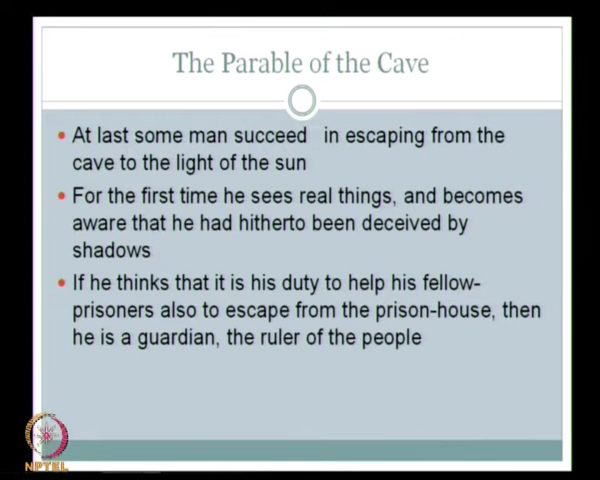 The Parable of the Cave
• At last some man succeed in escaping from the
cave to the light of the sun
• For the first time he sees real things, and becomes
aware that he had hitherto been deceived by
shadows
• If he thinks that it is his duty to help his fellow-
prisoners also to escape from the prison-house, then
he is a guardian, the ruler of the people
NPTEL